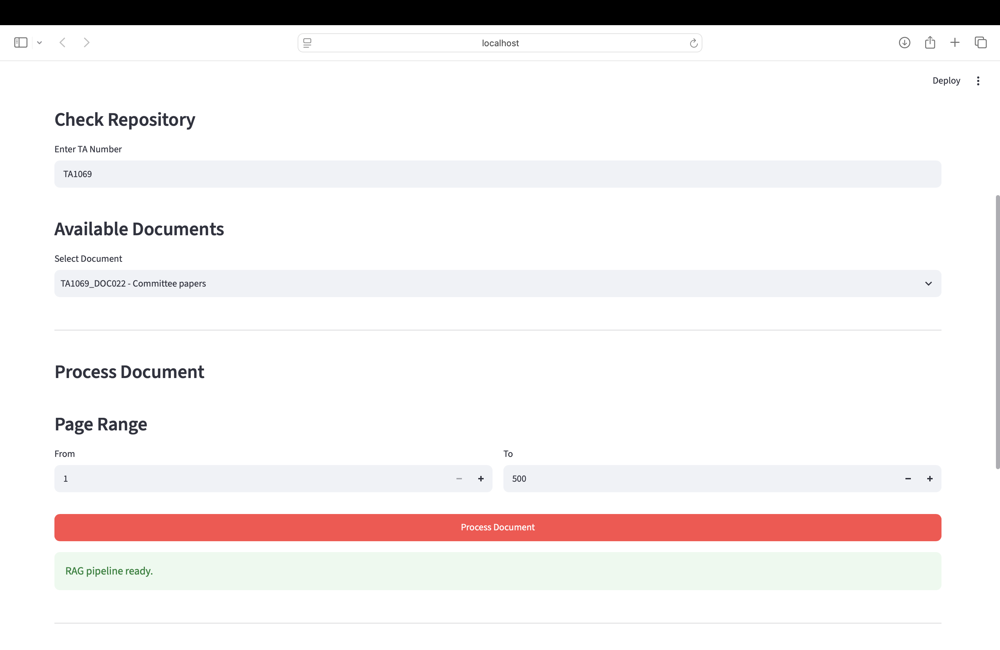 localhost
Deploy
Check Repository
Enter TA Number
TA1069
Available Documents
Select Document
TA1069_DOC022 - Committee papers
Process Document
Page Range
From
To
1
500
Process Document
RAG pipeline ready.